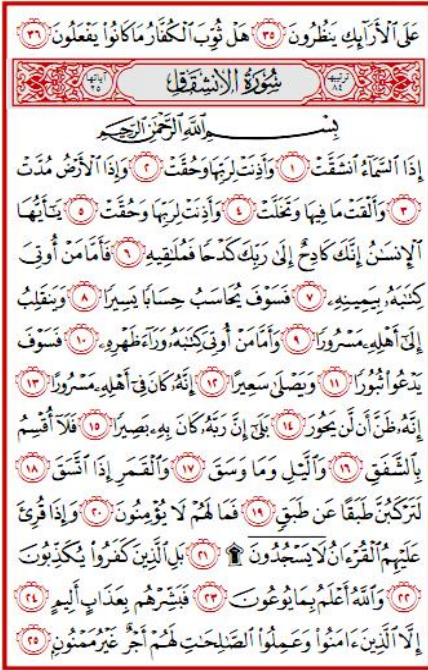 عَلَى ٱلْأَرَآئِكِ يَنظُرُونَ ٣٥ هَلْ ثُوِّبَ ٱلْكُفَّارُ مَا كَانُوا۟ يَفْعَلُونَ ٣٦
ترتيبها ٨٤ سُورَةُ الانشِقَاقِ آياتها ٢٥
بِسْمِ ٱللَّهِ ٱلرَّحْمَٰنِ ٱلرَّحِيمِ
إِذَا ٱلسَّمَآءُ ٱنشَقَّتْ ١ وَأَذِنَتْ لِرَبِّهَا وَحُقَّتْ ٢ وَإِذَا ٱلْأَرْضُ مُدَّتْ
٣ وَأَلْقَتْ مَا فِيهَا وَتَخَلَّتْ ٤ وَأَذِنَتْ لِرَبِّهَا وَحُقَّتْ ٥ يَٰٓأَيُّهَا
ٱلْإِنسَٰنُ إِنَّكَ كَادِحٌ إِلَىٰ رَبِّكَ كَدْحًا فَمُلَٰقِيهِ ٦ فَأَمَّا مَنْ أُوتِىَ
كِتَٰبَهُۥ بِيَمِينِهِۦ ٧ فَسَوْفَ يُحَاسَبُ حِسَابًا يَسِيرًا ٨ وَيَنقَلِبُ
إِلَىٰٓ أَهْلِهِۦ مَسْرُورًا ٩ وَأَمَّا مَنْ أُوتِىَ كِتَٰبَهُۥ وَرَآءَ ظَهْرِهِۦ ١٠ فَسَوْفَ
يَدْعُوا۟ ثُبُورًا ١١ وَيَصْلَىٰ سَعِيرًا ١٢ إِنَّهُۥ كَانَ فِىٓ أَهْلِهِۦ مَسْرُورًا ١٣
إِنَّهُۥ ظَنَّ أَن لَّن يَحُورَ ١٤ بَلَىٰٓ إِنَّ رَبَّهُۥ كَانَ بِهِۦ بَصِيرًا ١٥ فَلَآ أُقْسِمُ
بِٱلشَّفَقِ ١٦ وَٱلَّيْلِ وَمَا وَسَقَ ١٧ وَٱلْقَمَرِ إِذَا ٱتَّسَقَ ١٨
لَتَرْكَبُنَّ طَبَقًا عَن طَبَقٍ ١٩ فَمَا لَهُمْ لَا يُؤْمِنُونَ ٢٠ وَإِذَا قُرِئَ
عَلَيْهِمُ ٱلْقُرْءَانُ لَا يَسْجُدُونَ ۩ ٢١ بَلِ ٱلَّذِينَ كَفَرُوا۟ يُكَذِّبُونَ
٢٢ وَٱللَّهُ أَعْلَمُ بِمَا يُوعُونَ ٢٣ فَبَشِّرْهُم بِعَذَابٍ أَلِيمٍ ٢٤
إِلَّا ٱلَّذِينَ ءَامَنُوا۟ وَعَمِلُوا۟ ٱلصَّٰلِحَٰتِ لَهُمْ أَجْرٌ غَيْرُ مَمْنُونٍۭ ٢٥